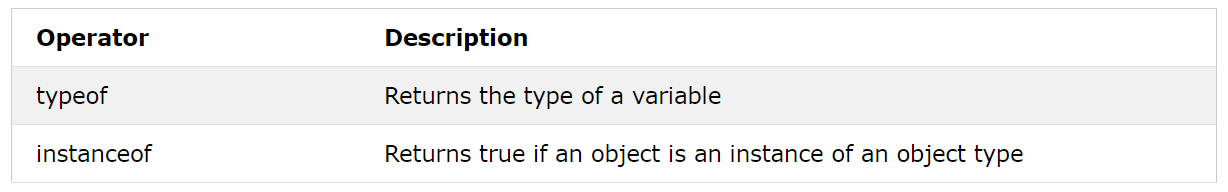 Operator Description
typeof Returns the type of a variable
instanceof Returns true if an object is an instance of an object type